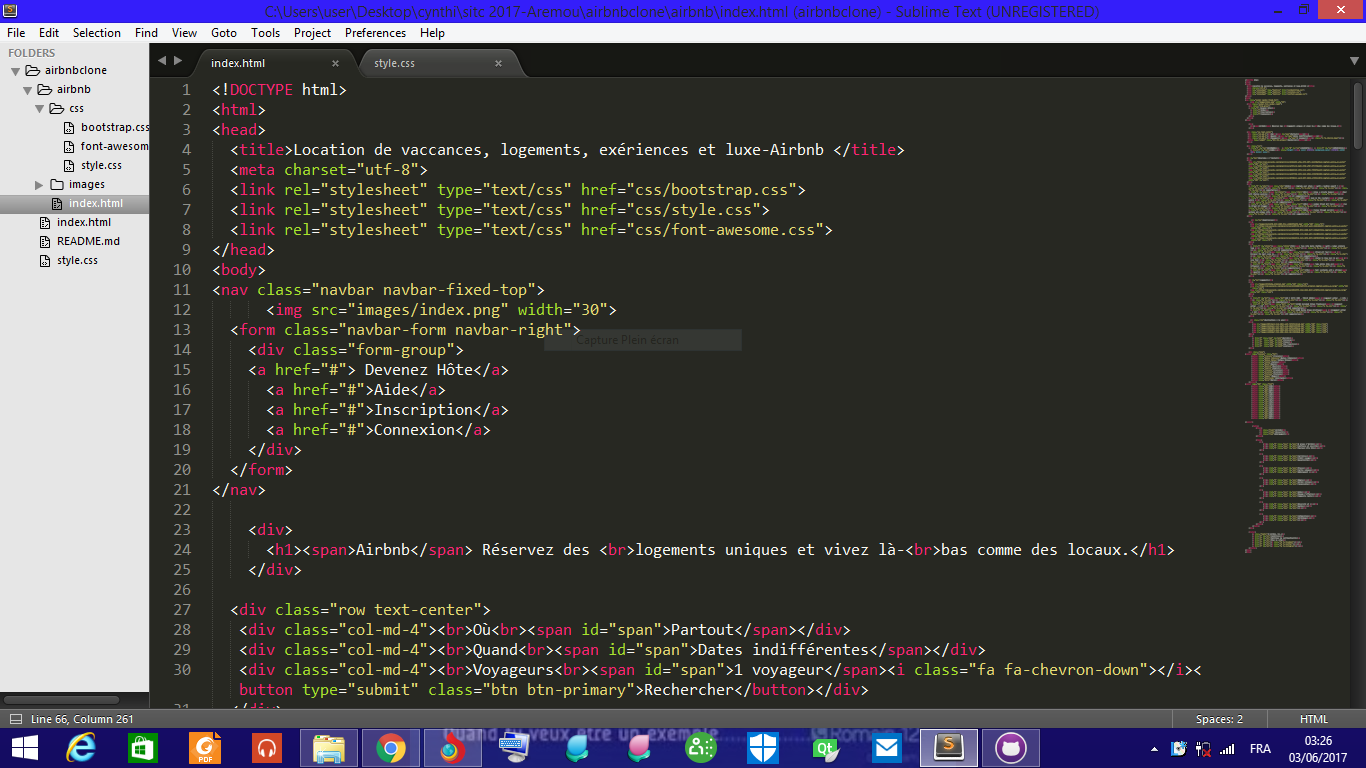 C:\Users\user\Desktop\cynthi\sitc 2017-Aremou\airbnbclone\airbnb\index.html (airbnbclone) - Sublime Text (UNREGISTERED)
File Edit Selection Find View Goto Tools Project Preferences Help
FOLDERS
airbnbclone
airbnb
css
bootstrap.css
font-awesom
style.css
images
index.html
index.html
README.md
style.css
index.html × style.css ×
1 <!DOCTYPE html>
2 <html>
3 <head>
4 <title>Location de vaccances, logements, exériences et luxe-Airbnb </title>
5 <meta charset="utf-8">
6 <link rel="stylesheet" type="text/css" href="css/bootstrap.css">
7 <link rel="stylesheet" type="text/css" href="css/style.css">
8 <link rel="stylesheet" type="text/css" href="css/font-awesome.css">
9 </head>
10 <body>
11 <nav class="navbar navbar-fixed-top">
12 <img src="images/index.png" width="30">
13 <form class="navbar-form navbar-right">
Capture Plein écran
14 <div class="form-group">
15 <a href="#"> Devenez Hôte</a>
16 <a href="#">Aide</a>
17 <a href="#">Inscription</a>
18 <a href="#">Connexion</a>
19 </div>
20 </form>
21 </nav>
22
23 <div>
24 <h1><span>Airbnb</span> Réservez des <br>logements uniques et vivez là-<br>bas comme des locaux.</h1>
25 </div>
26
27 <div class="row text-center">
28 <div class="col-md-4"><br>Où<br><span id="span">Partout</span></div>
29 <div class="col-md-4"><br>Quand<br><span id="span">Dates indifférentes</span></div>
30 <div class="col-md-4"><br>Voyageurs<br><span id="span">1 voyageur</span><i class="fa fa-chevron-down"></i><
button type="submit" class="btn btn-primary">Rechercher</button></div>
31 </div>
Line 66, Column 261 Spaces: 2 HTML
PDF
Qt
S
FRA
03:26
03/06/2017